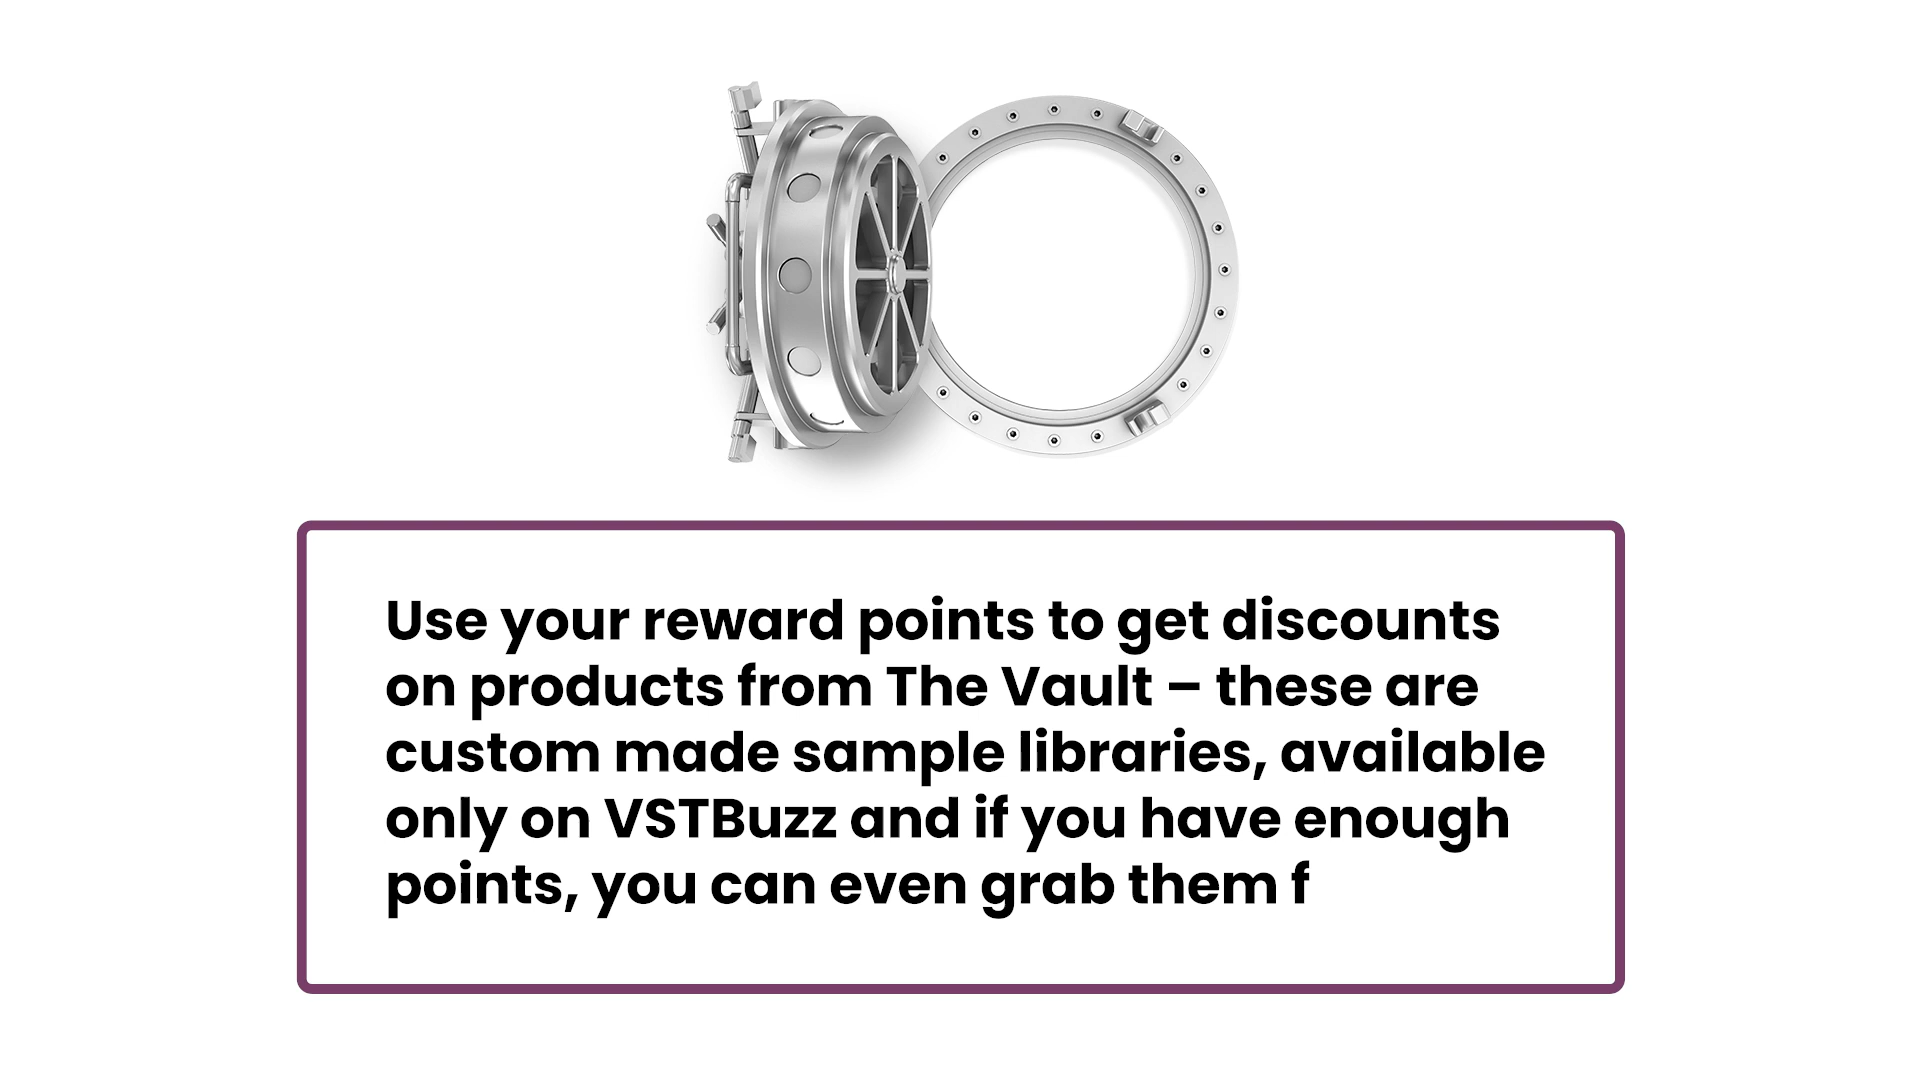 Use your reward points to get discounts
on products from The Vault – these are
custom made sample libraries, available
only on VSTBuzz and if you have enough
points, you can even grab them f